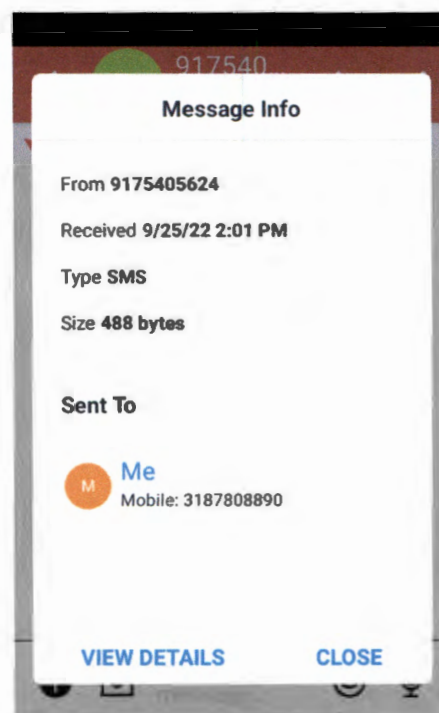 917540
Message Info
From 9175405624
Received 9/25/22 2:01 PM
Type SMS
Size 488 bytes
Sent To
M
Me
Mobile: 3187808890
VIEW DETAILS
CLOSE